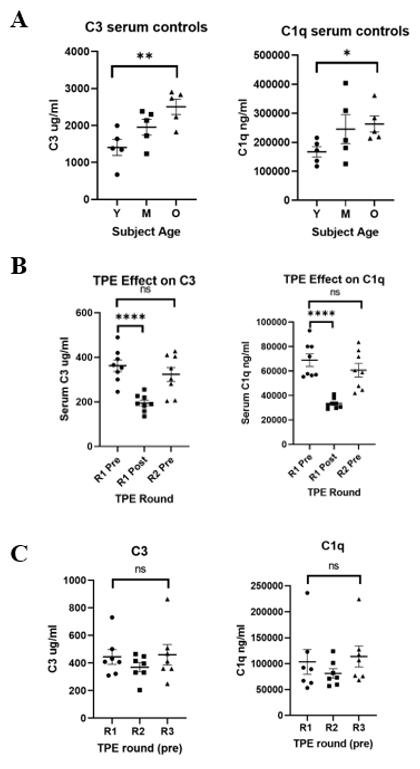 A
C3 serum controls
C1q serum controls
**
*
4000
3000
2000
1000
0
C3 ug/ml
Y M O
Subject Age
500000
400000
300000
200000
100000
0
C1q ng/ml
Y M O
Subject Age
B
TPE Effect on C3
TPE Effect on C1q
ns
****
600
400
200
0
Serum C3 ug/ml
R1 Pre
R1 Post
R2 Pre
TPE Round
ns
****
100000
80000
60000
40000
20000
0
Serum C1q ng/ml
R1 Pre
R1 Post
R2 Pre
TPE Round
C
C3
C1q
ns
1000
800
600
400
200
0
C3 ug/ml
R1 R2 R3
TPE round (pre)
ns
250000
200000
150000
100000
50000
0
C1q ng/ml
R1 R2 R3
TPE round (pre)